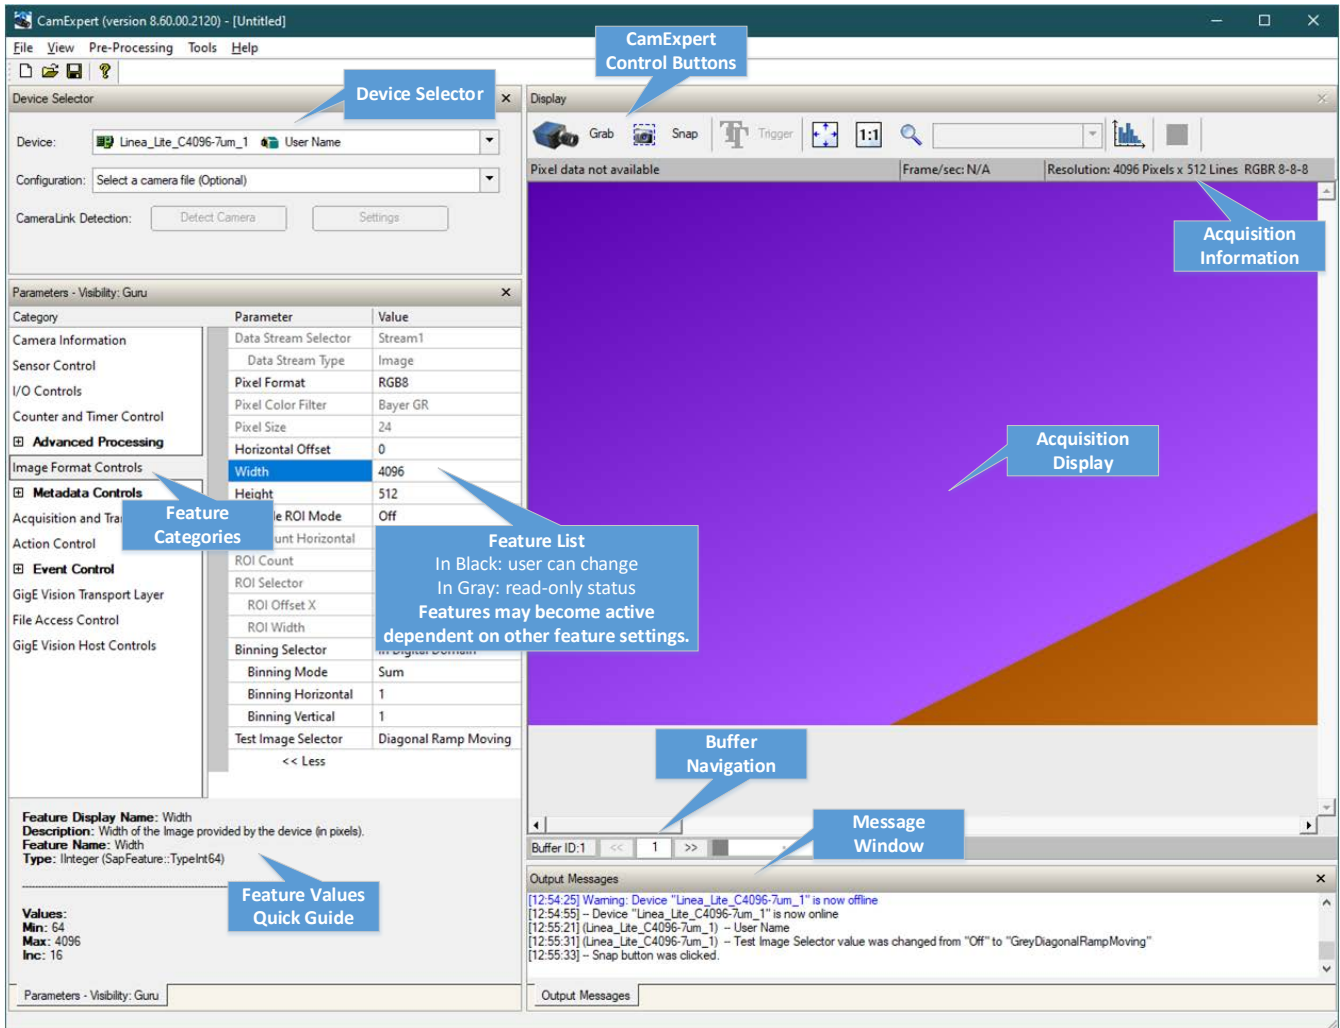 CamExpert (version 8.60.00.2120) - [Untitled]
File View Pre-Processing Tools Help
CamExpert
Control Buttons
Device Selector
Device Selector
Device: Linea_Lite_C4096-7um_1 User Name
Configuration: Select a camera file (Optional)
CameraLink Detection: Detect Camera Settings
Display
Grab Snap Trigger 1:1
Pixel data not available Frame/sec: N/A Resolution: 4096 Pixels x 512 Lines RGBR 8-8-8
Acquisition
Information
Acquisition
Display
Parameters - Visibility: Guru
Category Parameter Value
Camera Information
Sensor Control
I/O Controls
Counter and Timer Control
Advanced Processing
Image Format Controls
Metadata Controls
Acquisition and Tra
Action Control
Event Control
GigE Vision Transport Layer
File Access Control
GigE Vision Host Controls
Feature
Categories
Data Stream Selector Stream1
Data Stream Type Image
Pixel Format RGB8
Pixel Color Filter Bayer GR
Pixel Size 24
Horizontal Offset 0
Width 4096
Height 512
le ROI Mode Off
unt Horizontal
ROI Count
ROI Selector
ROI Offset X
ROI Width
Binning Selector In Digital Domain
Binning Mode Sum
Binning Horizontal 1
Binning Vertical 1
Test Image Selector Diagonal Ramp Moving
<< Less
Feature List
In Black: user can change
In Gray: read-only status
Features may become active
dependent on other feature settings.
Feature Display Name: Width
Description: Width of the Image provided by the device (in pixels).
Feature Name: Width
Type: IInteger (SapFeature::TypeInt64)
Values:
Min: 64
Max: 4096
Inc: 16
Feature Values
Quick Guide
Parameters - Visibility: Guru
Buffer
Navigation
Buffer ID:1 << 1 >>
Message
Window
Output Messages
[12:54:25] Warning: Device "Linea_Lite_C4096-7um_1" is now offline
[12:54:55] -- Device "Linea_Lite_C4096-7um_1" is now online
[12:55:21] (Linea_Lite_C4096-7um_1) -- User Name
[12:55:31] (Linea_Lite_C4096-7um_1) -- Test Image Selector value was changed from "Off" to "GreyDiagonalRampMoving"
[12:55:33] -- Snap button was clicked.
Output Messages